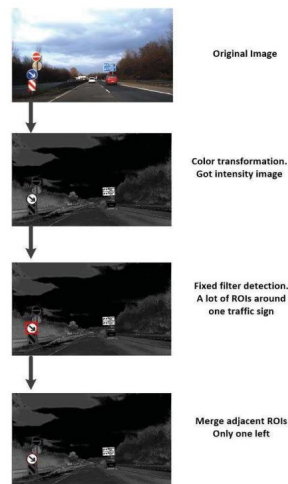 Original Image
Color transformation.
Got intensity image
Fixed filter detection.
A lot of ROIs around
one traffic sign
Merge adjacent ROIs
Only one left